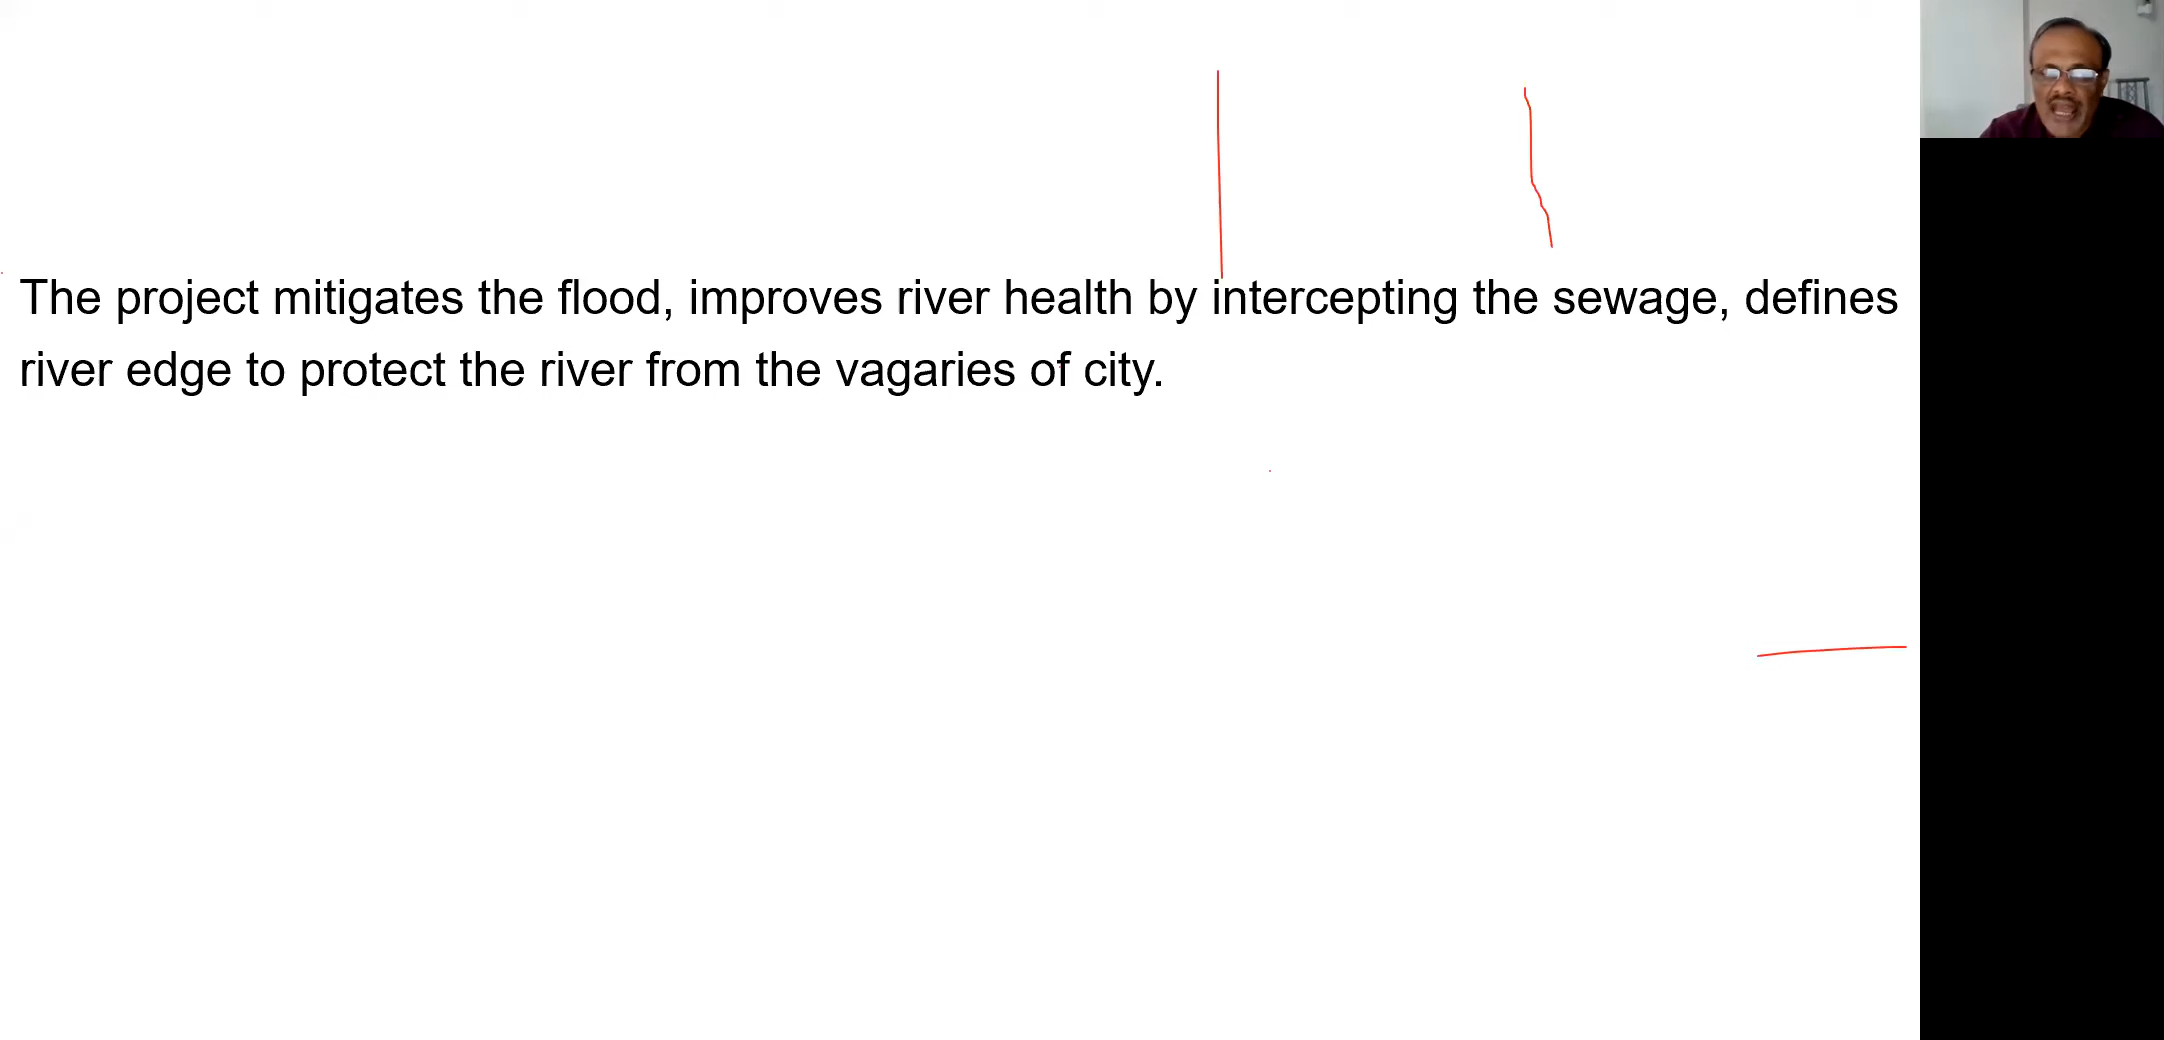 The project mitigates the flood, improves river health by intercepting the sewage, defines
river edge to protect the river from the vagaries of city.